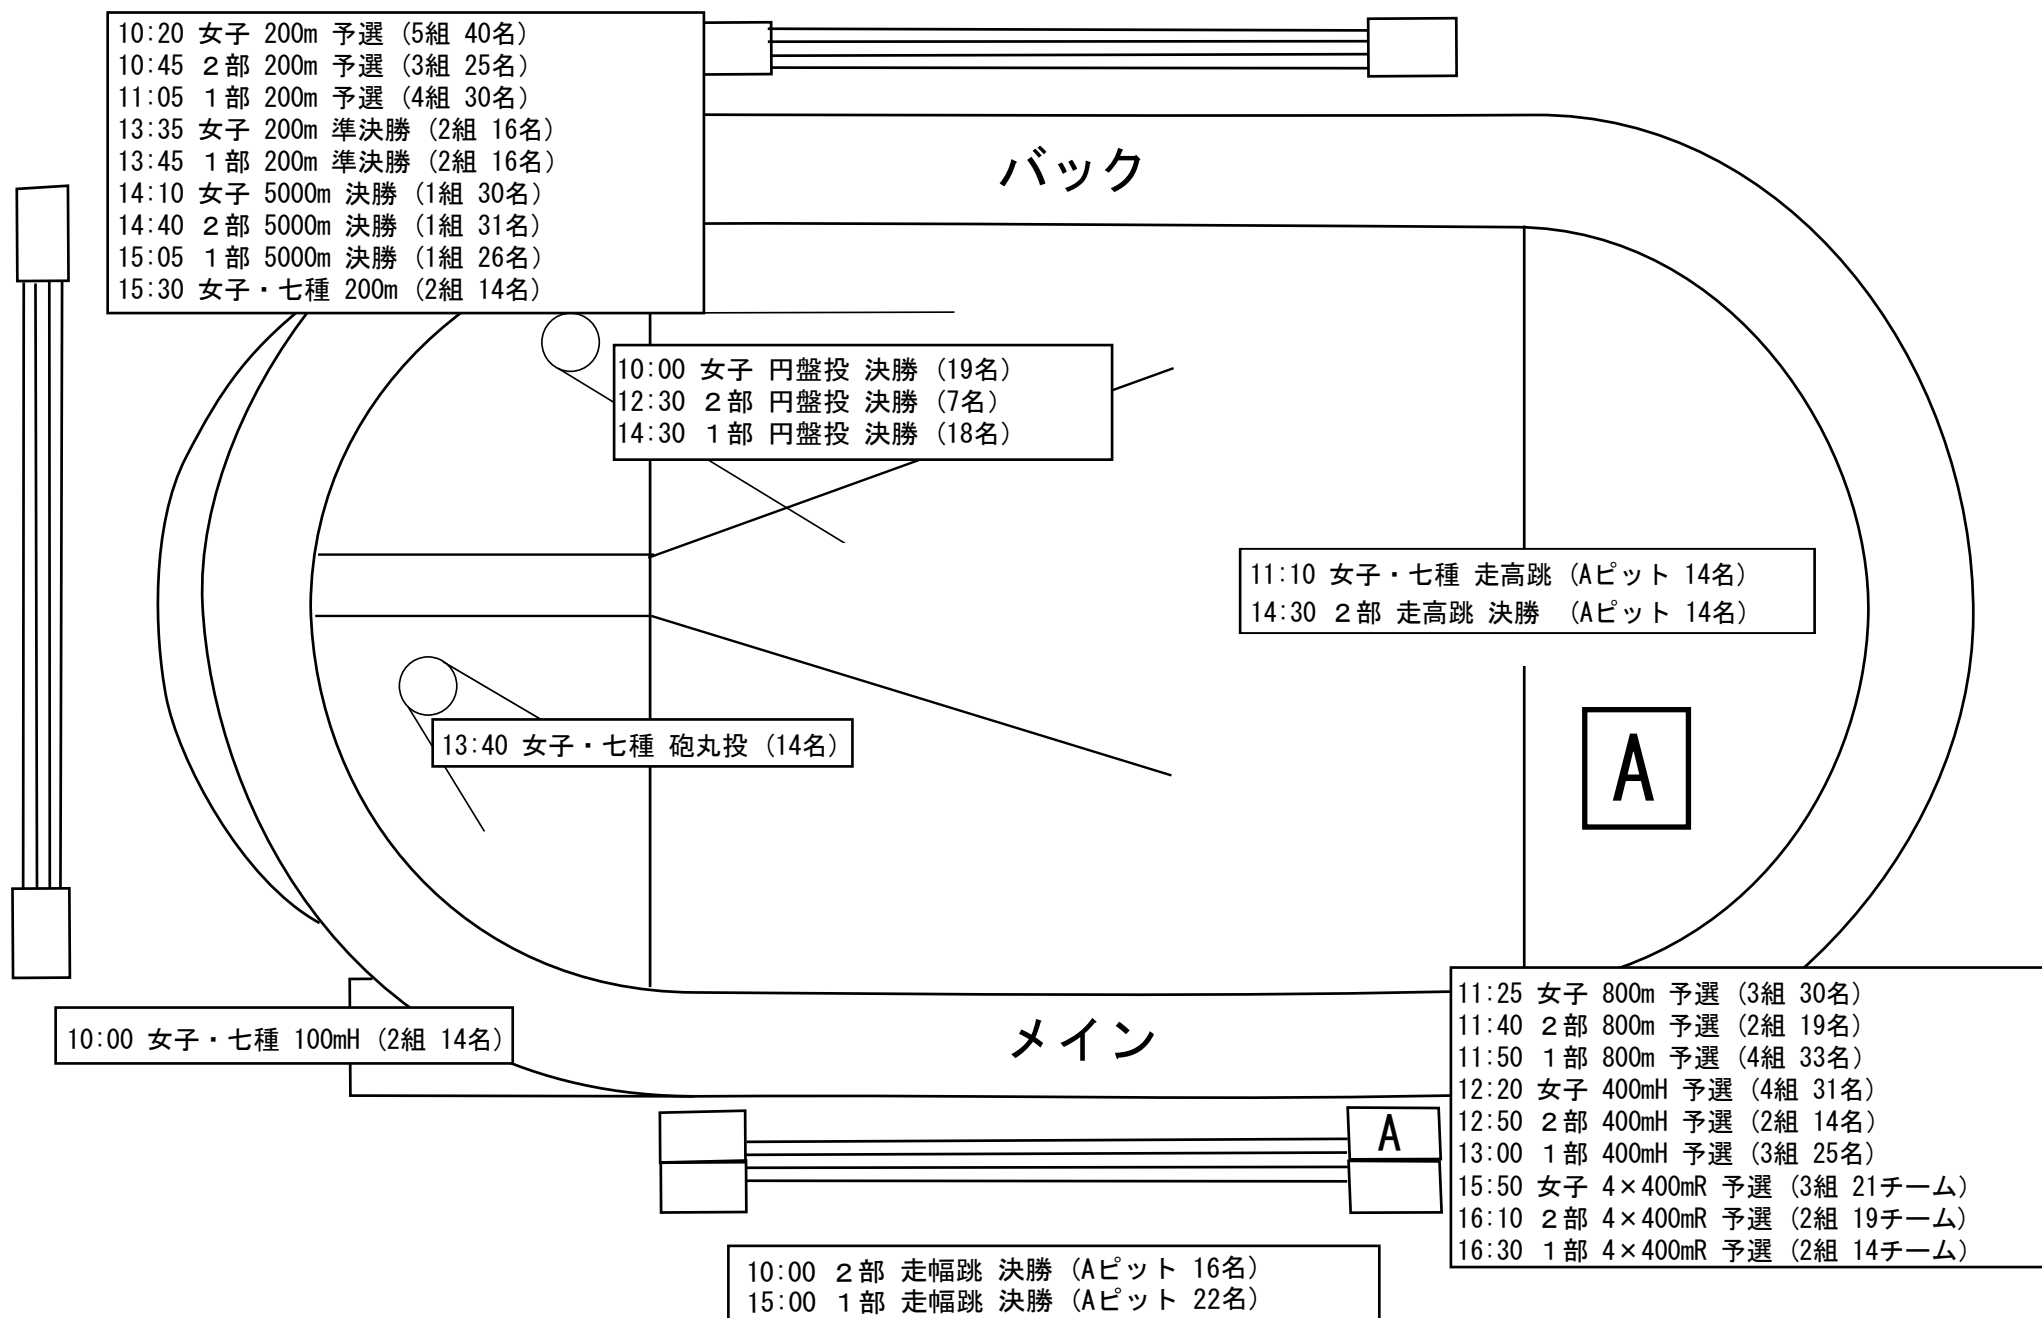 10:20 女子 200m 予選 (5組 40名)
10:45 ２部 200m 予選 (3組 25名)
11:05 １部 200m 予選 (4組 30名)
13:35 女子 200m 準決勝 (2組 16名)
13:45 １部 200m 準決勝 (2組 16名)
14:10 女子 5000m 決勝 (1組 30名)
14:40 ２部 5000m 決勝 (1組 31名)
15:05 １部 5000m 決勝 (1組 26名)
15:30 女子・七種 200m (2組 14名)
バック
10:00 女子 円盤投 決勝 (19名)
12:30 ２部 円盤投 決勝 (7名)
14:30 １部 円盤投 決勝 (18名)
11:10 女子・七種 走高跳 (Aピット 14名)
14:30 ２部 走高跳 決勝 (Aピット 14名)
13:40 女子・七種 砲丸投 (14名)
A
10:00 女子・七種 100mH (2組 14名)
メイン
11:25 女子 800m 予選 (3組 30名)
11:40 ２部 800m 予選 (2組 19名)
11:50 １部 800m 予選 (4組 33名)
12:20 女子 400mH 予選 (4組 31名)
12:50 ２部 400mH 予選 (2組 14名)
13:00 １部 400mH 予選 (3組 25名)
15:50 女子 4×400mR 予選 (3組 21チーム)
16:10 ２部 4×400mR 予選 (2組 19チーム)
16:30 １部 4×400mR 予選 (2組 14チーム)
A
10:00 ２部 走幅跳 決勝 (Aピット 16名)
15:00 １部 走幅跳 決勝 (Aピット 22名)